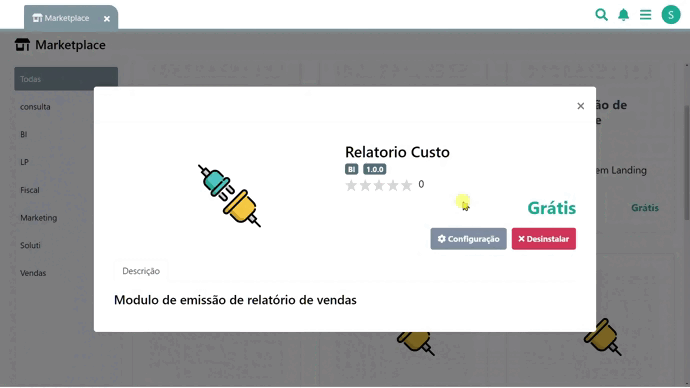 Marketplace
S
Marketplace
Todas
consulta
BI
LP
Fiscal
Marketing
Soluti
Vendas
Relatorio Custo
BI 1.0.0
0
Grátis
Configuração
Desinstalar
Descrição
Modulo de emissão de relatório de vendas
ão de
e
em Landing
Grátis